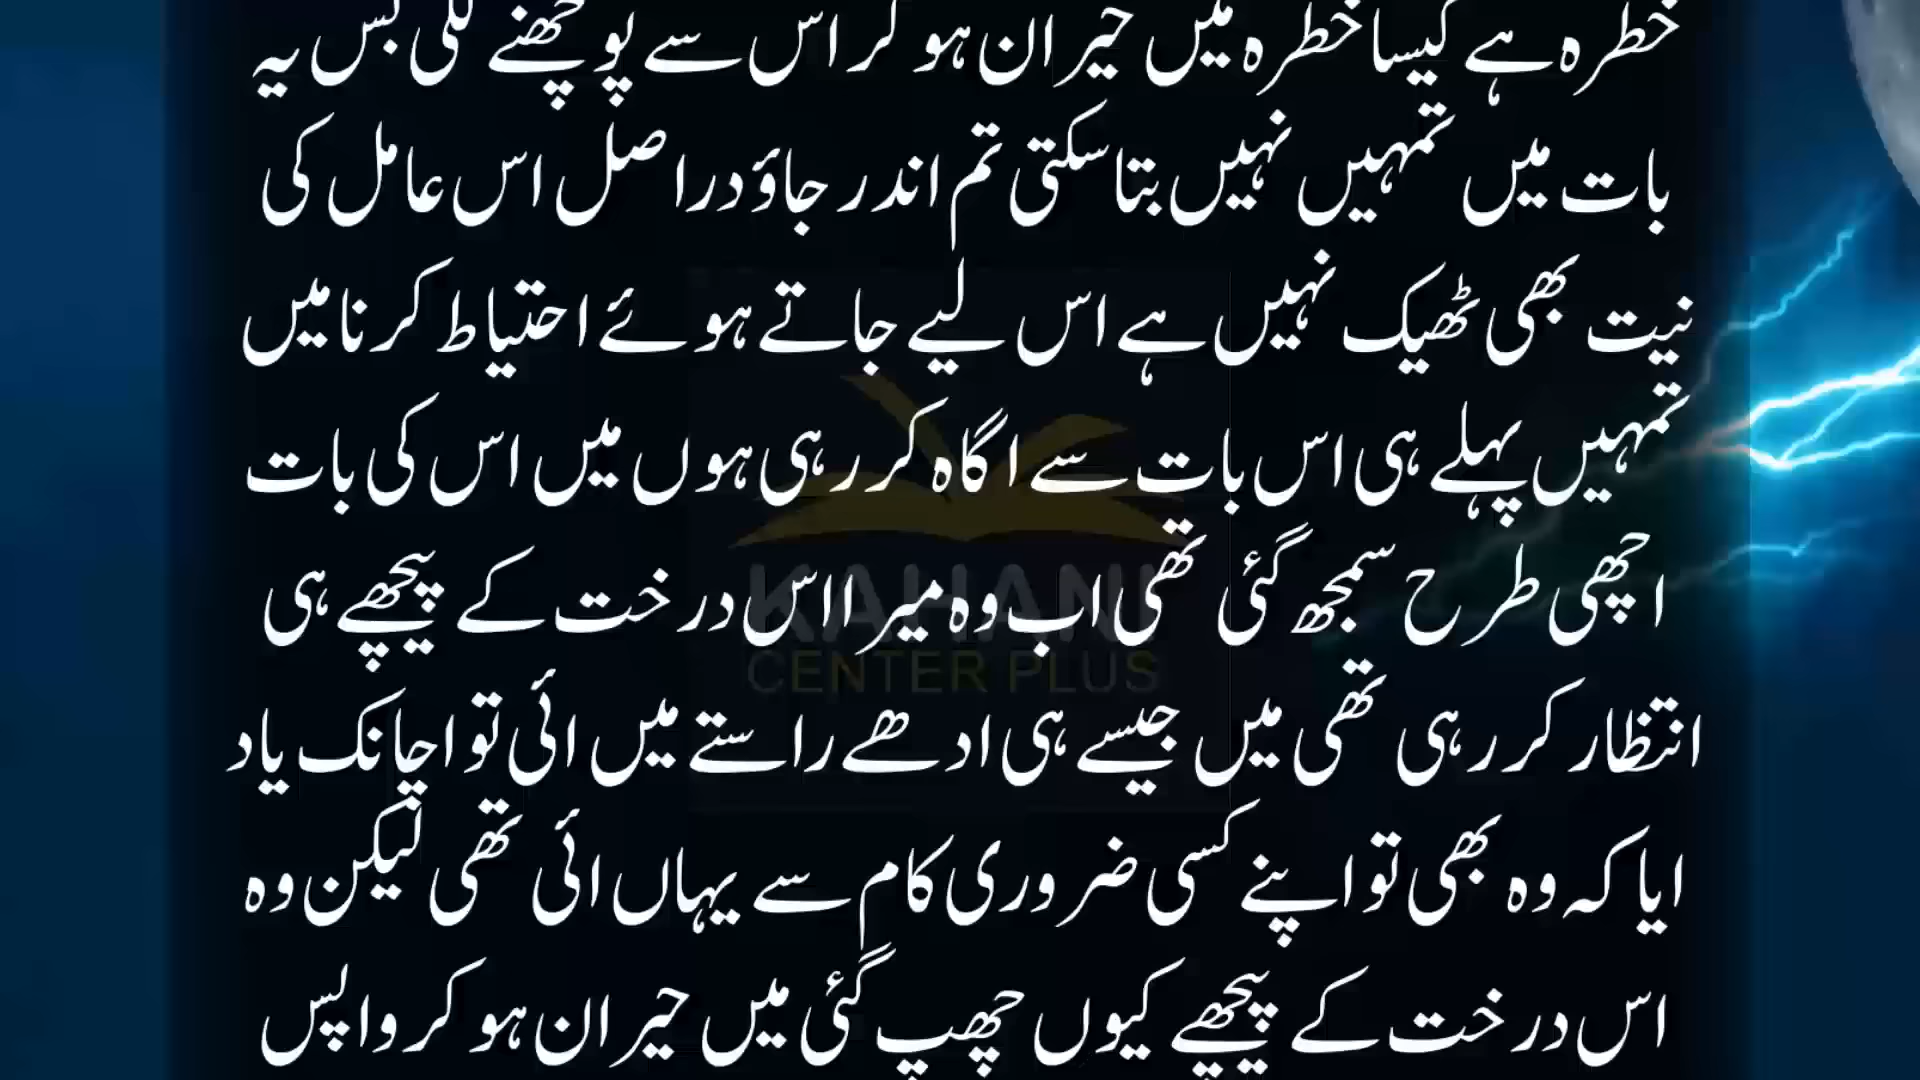 خطرہ ہے کیسا خطرہ میں حیران ہو کر اس سے پوچھنے لگی بس یہ
بات میں تمہیں نہیں بتا سکتی تم اندر جاؤ دراصل اس عامل کی
نیت بھی ٹھیک نہیں ہے اس لیے جاتے ہوئے احتیاط کرنا میں
تمہیں پہلے ہی اس بات سے اگاہ کر رہی ہوں میں اس کی بات
اچھی طرح سمجھ گئی تھی اب وہ میرا اس درخت کے پیچھے ہی
انتظار کر رہی تھی میں جیسے ہی ادھے راستے میں ائی تو اچانک یاد
ایا کہ وہ بھی تو اپنے کسی ضروری کام سے یہاں ائی تھی لیکن وہ
اس درخت کے پیچھے کیوں چھپ گئی میں حیران ہو کر واپس
KAHANI
CENTER PLUS